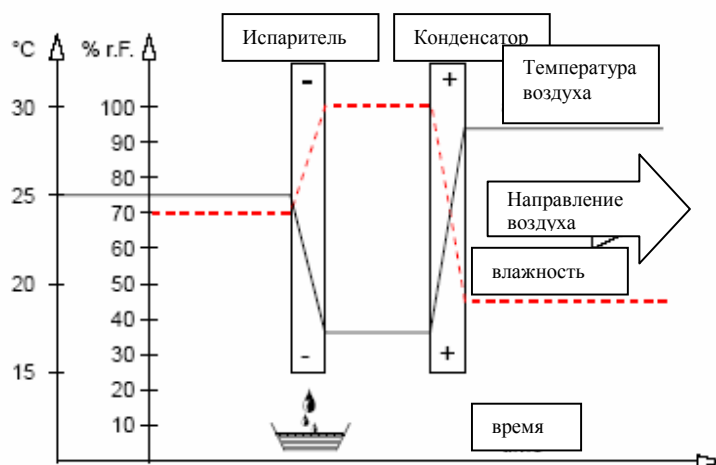 °C
% r.F.
Испаритель
Конденсатор
Температура
воздуха
30
25
20
15
100
90
80
70
60
50
40
30
20
10
-
+
-
+
Направление
воздуха
влажность
время